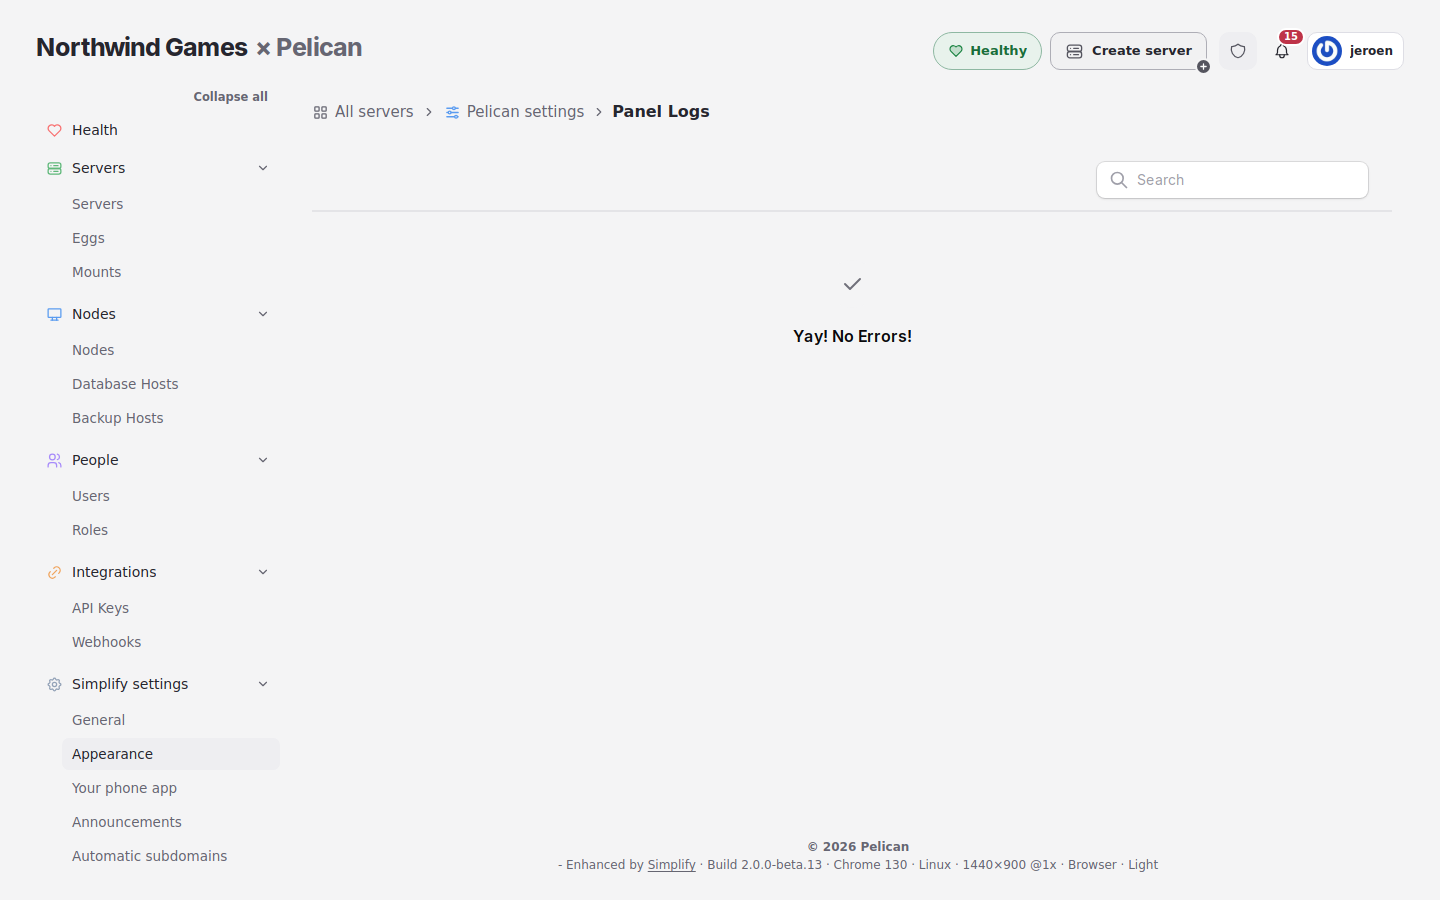 Northwind Games × Pelican
Healthy
Create server
15
jeroen
Collapse all
All servers
Pelican settings
Panel Logs
Health
Servers
Servers
Eggs
Mounts
Nodes
Nodes
Database Hosts
Backup Hosts
People
Users
Roles
Integrations
API Keys
Webhooks
Simplify settings
General
Appearance
Your phone app
Announcements
Automatic subdomains
Search
Yay! No Errors!
© 2026 Pelican
- Enhanced by Simplify · Build 2.0.0-beta.13 · Chrome 130 · Linux · 1440×900 @1x · Browser · Light